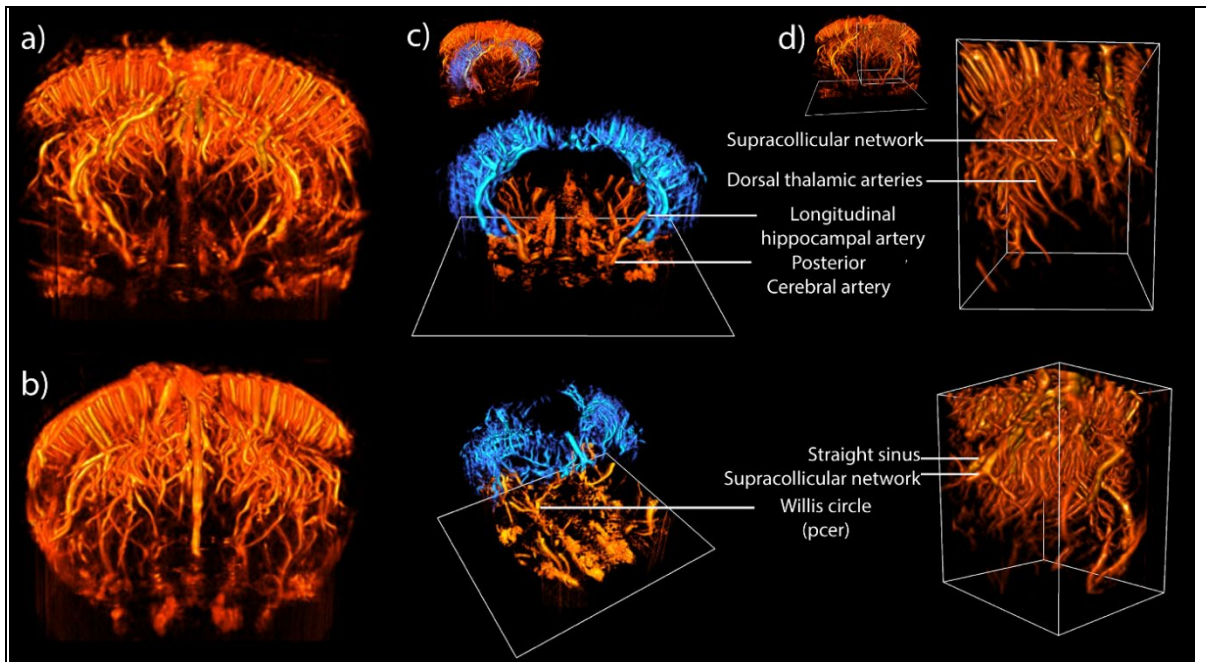 a)
c)
d)
Supracollicular network
Dorsal thalamic arteries
Longitudinal
hippocampal artery
Posterior
Cerebral artery
b)
Straight sinus
Supracollicular network
Willis circle
(pcer)